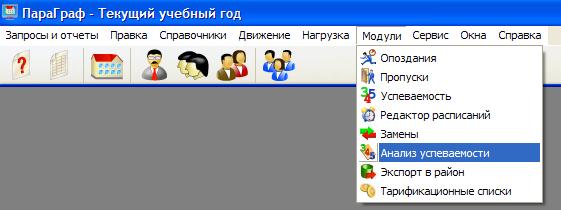 ПараГраф - Текущий учебный год
Запросы и отчеты Правка Справочники Движение Нагрузка Модули Сервис Окна Справка
Опоздания
Пропуски
Успеваемость
Редактор расписаний
Замены
Анализ успеваемости
Экспорт в район
Тарификационные списки